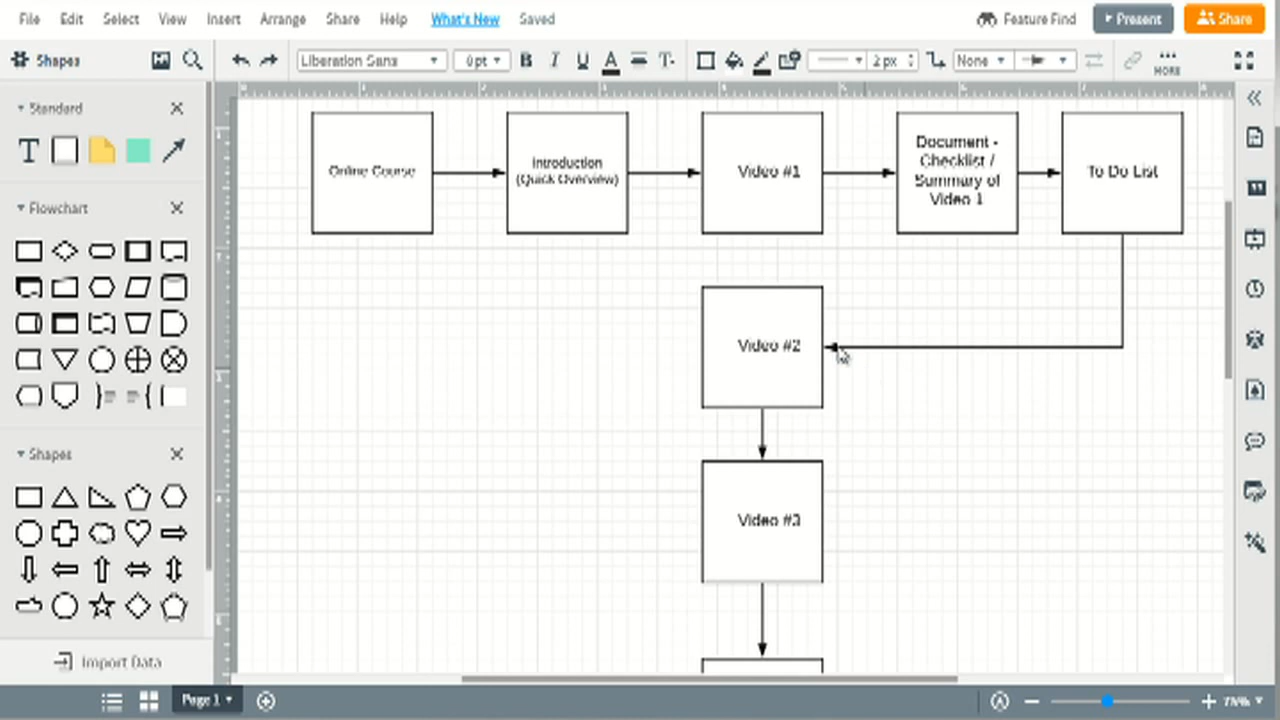 File Edit Select View Insert Arrange Share Help What's New Saved
Feature Find Present Share
Shapes
Liberation Sans 0pt B I U A T 2 px None MORE
Standard
T
Flowchart
Shapes
Import Data
Online Course
Introduction
(Quick Overview)
Video #1
Document -
Checklist /
Summary of
Video 1
To Do List
Video #2
Video #3
Page 1
75%